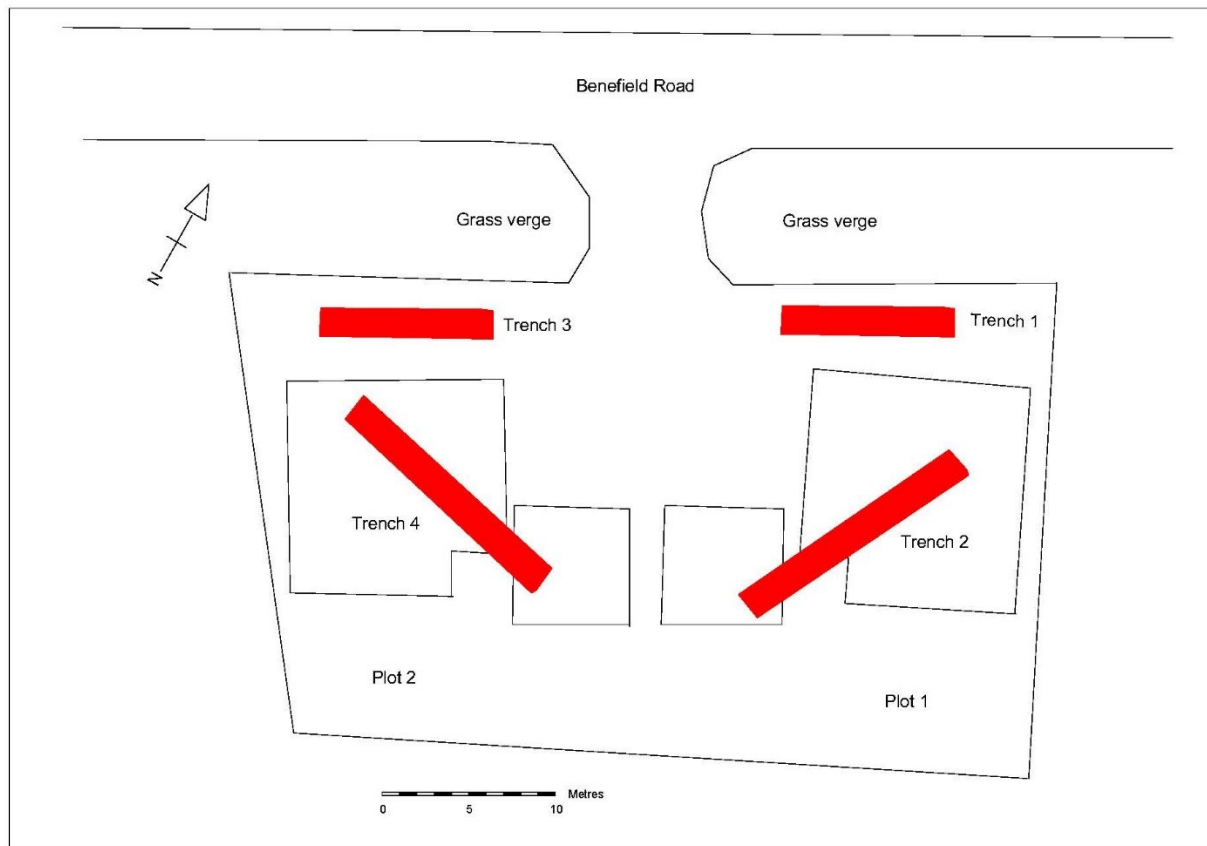 Benefield Road
Grass verge
Grass verge
N
Trench 3
Trench 1
Trench 4
Trench 2
Plot 2
Plot 1
Metres
0 5 10